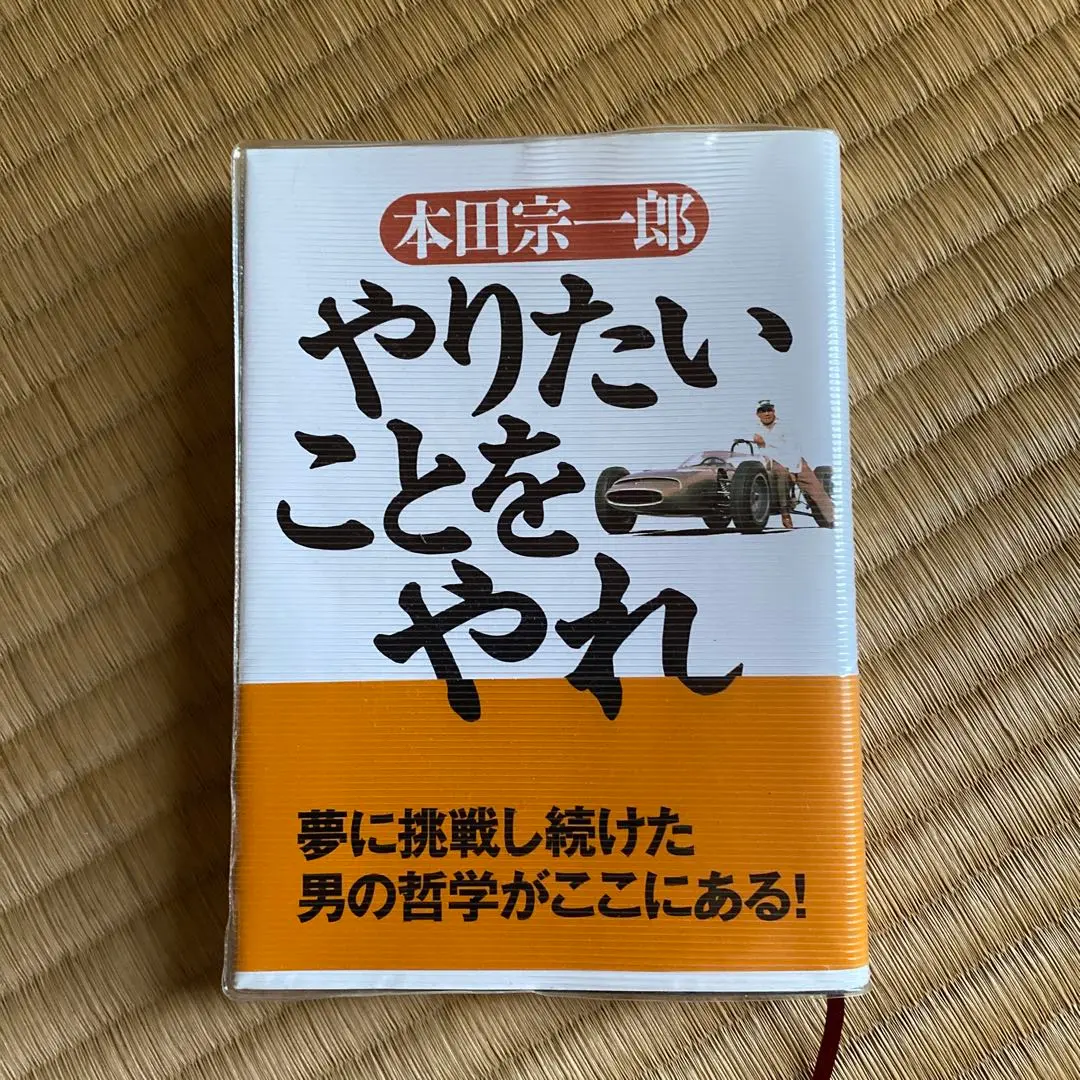 本田宗一郎
やりたい
ことを
やれ
夢に挑戦し続けた
男の哲学がここにある!